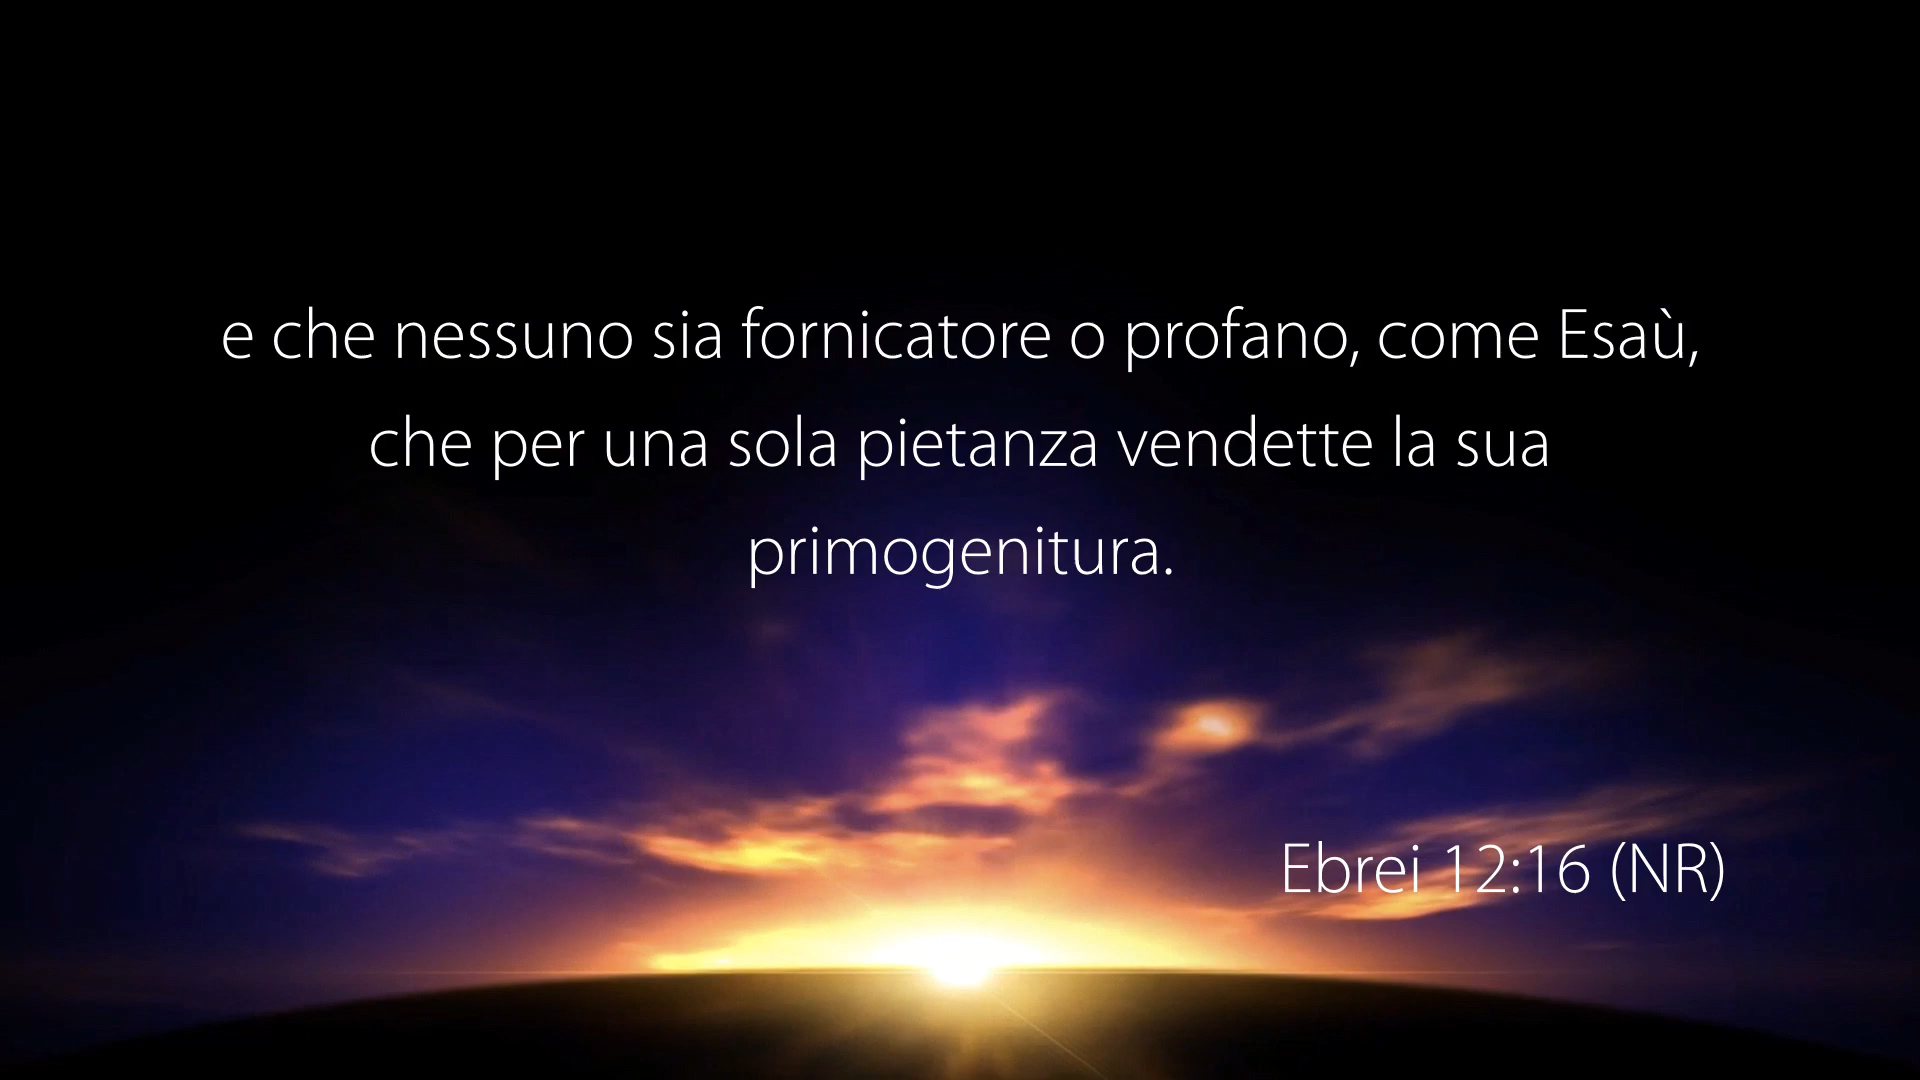 e che nessuno sia fornicatore o profano, come Esaù,
che per una sola pietanza vendette la sua
primogenitura.
Ebrei 12:16 (NR)